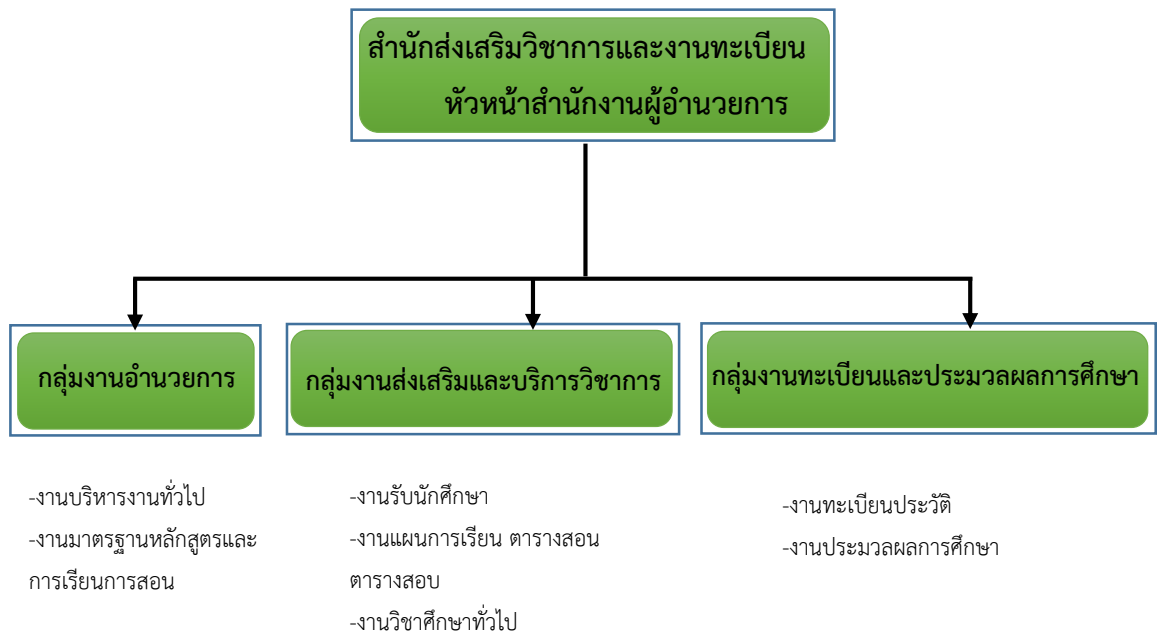 สำนักส่งเสริมวิชาการและงานทะเบียน
หัวหน้าสำนักงานผู้อำนวยการ
กลุ่มงานอำนวยการ
กลุ่มงานส่งเสริมและบริการวิชาการ
กลุ่มงานทะเบียนและประมวลผลการศึกษา
-งานบริหารงานทั่วไป
-งานมาตรฐานหลักสูตรและ
การเรียนการสอน
-งานรับนักศึกษา
-งานแผนการเรียน ตารางสอน
ตารางสอบ
-งานวิชาศึกษาทั่วไป
-งานทะเบียนประวัติ
-งานประมวลผลการศึกษา